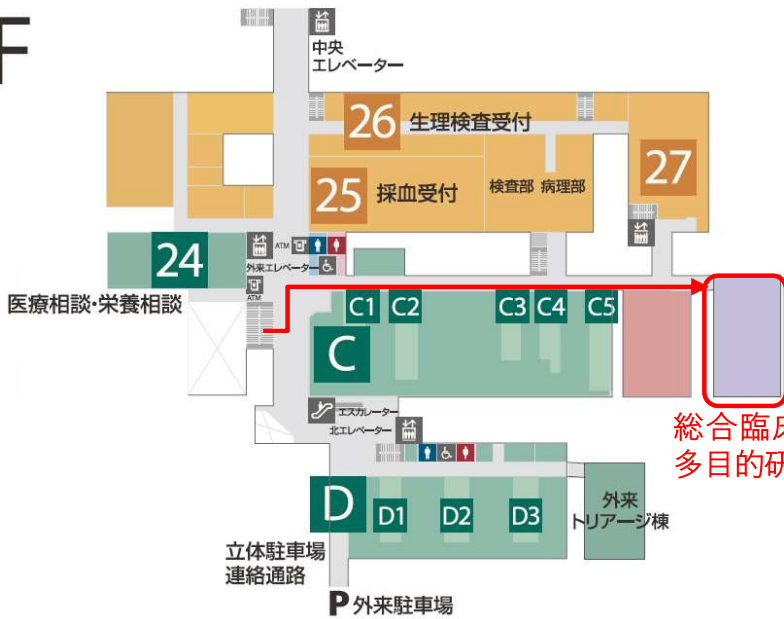 F
中央
エレベーター
26 生理検査受付
25 採血受付
検査部 病理部
27
24
ATM
外来エレベーター
ATM
医療相談・栄養相談
C1 C2 C3 C4 C5
C
エスカレーター
北エレベーター
総合臨床
多目的研
D
D1 D2 D3
外来
トリアージ棟
立体駐車場
連絡通路
P 外来駐車場